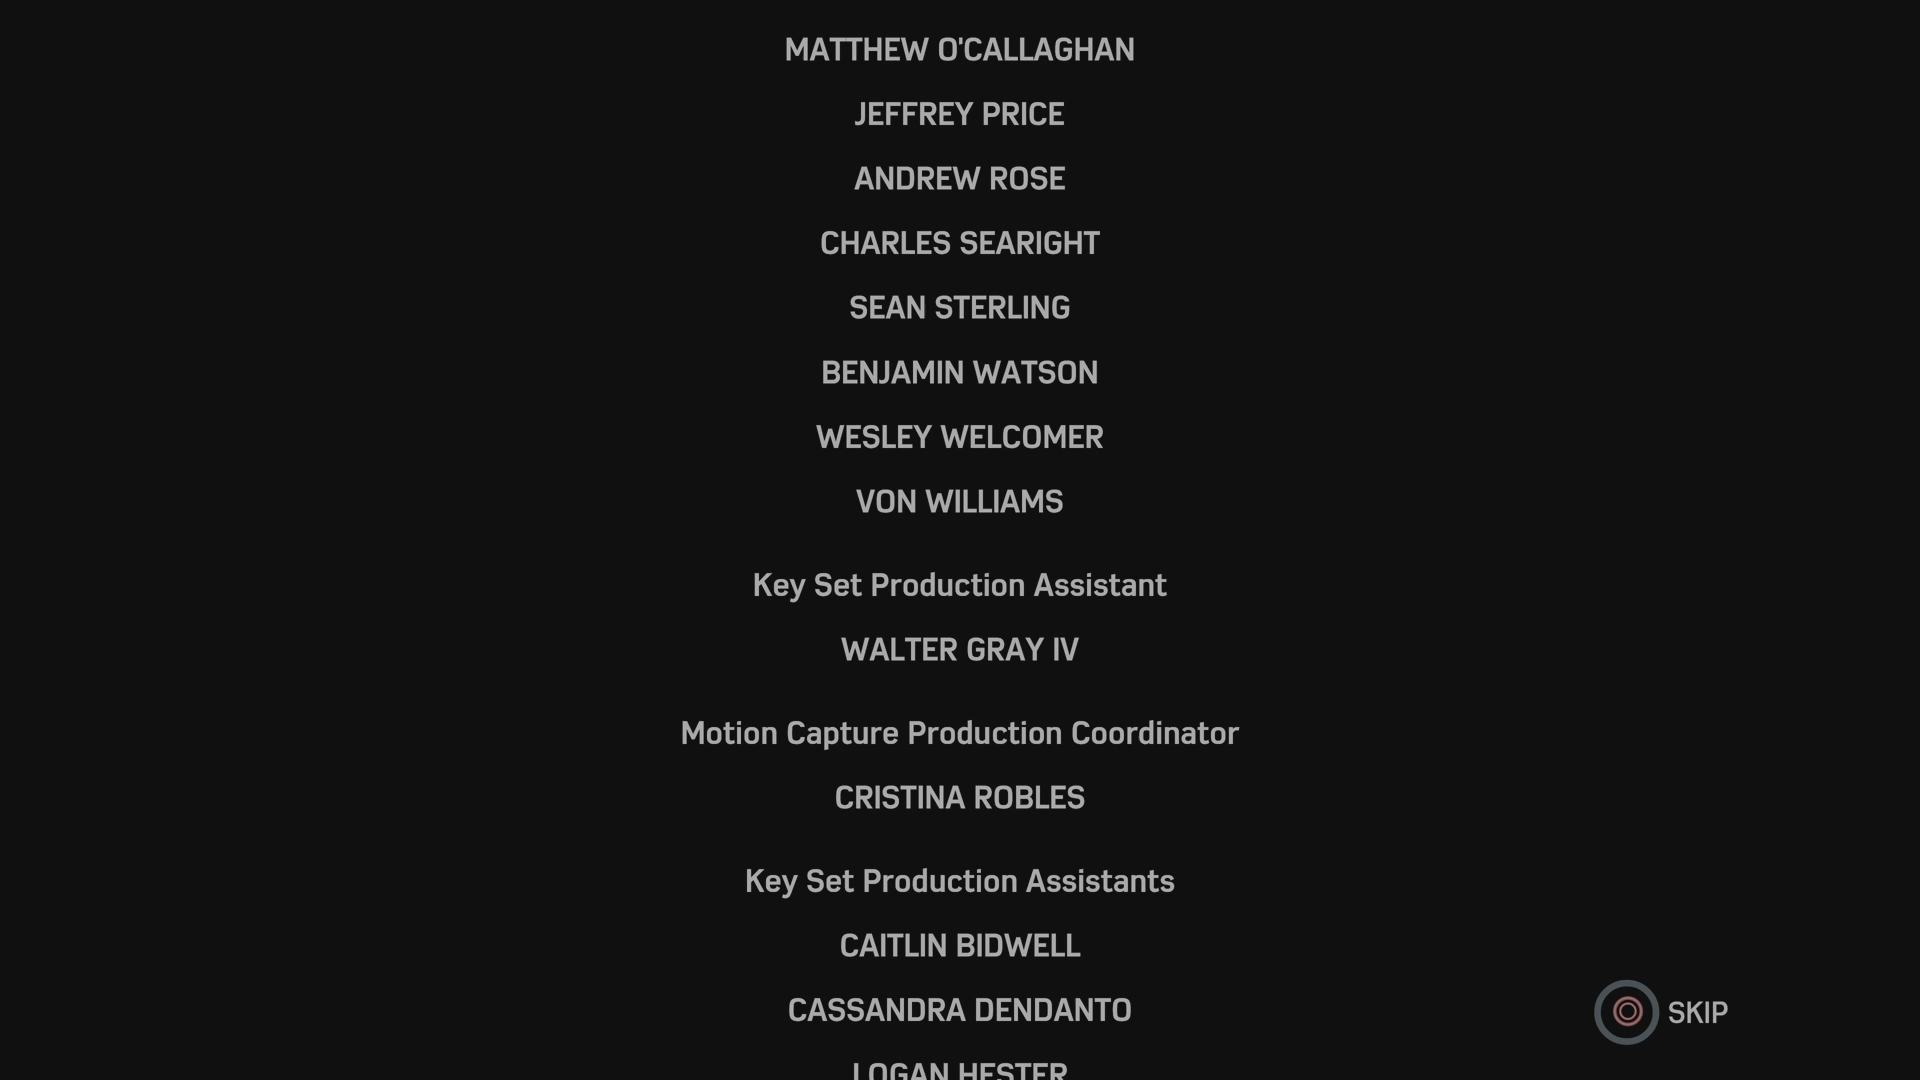 MATTHEW O'CALLAGHAN
JEFFREY PRICE
ANDREW ROSE
CHARLES SEARIGHT
SEAN STERLING
BENJAMIN WATSON
WESLEY WELCOMER
VON WILLIAMS
Key Set Production Assistant
WALTER GRAY IV
Motion Capture Production Coordinator
CRISTINA ROBLES
Key Set Production Assistants
CAITLIN BIDWELL
CASSANDRA DENDANTO
LOGAN HESTER
SKIP